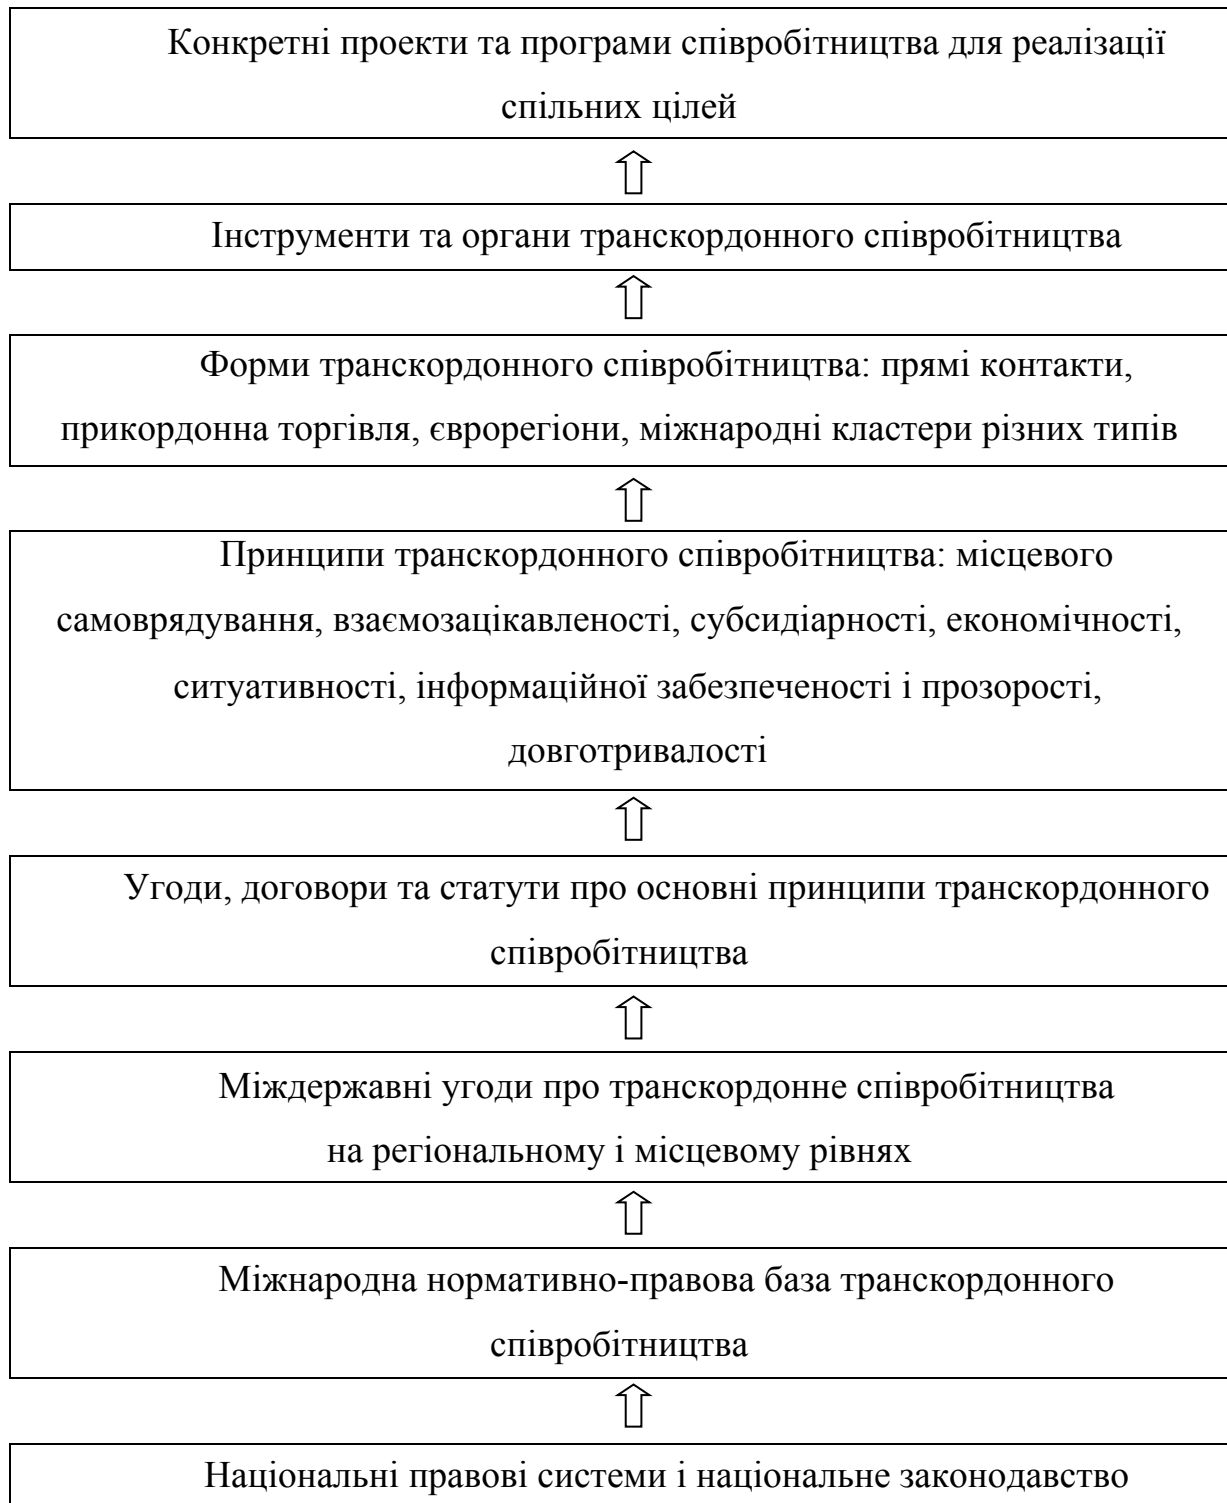 Конкретні проекти та програми співробітництва для реалізації
спільних цілей
Інструменти та органи транскордонного співробітництва
Форми транскордонного співробітництва: прямі контакти,
прикордонна торгівля, єврорегіони, міжнародні кластери різних типів
Принципи транскордонного співробітництва: місцевого
самоврядування, взаємозацікавленості, субсидіарності, економічності,
ситуативності, інформаційної забезпеченості і прозорості,
довготривалості
Угоди, договори та статути про основні принципи транскордонного
співробітництва
Міждержавні угоди про транскордонне співробітництва
на регіональному і місцевому рівнях
Міжнародна нормативно-правова база транскордонного
співробітництва
Національні правові системи і національне законодавство